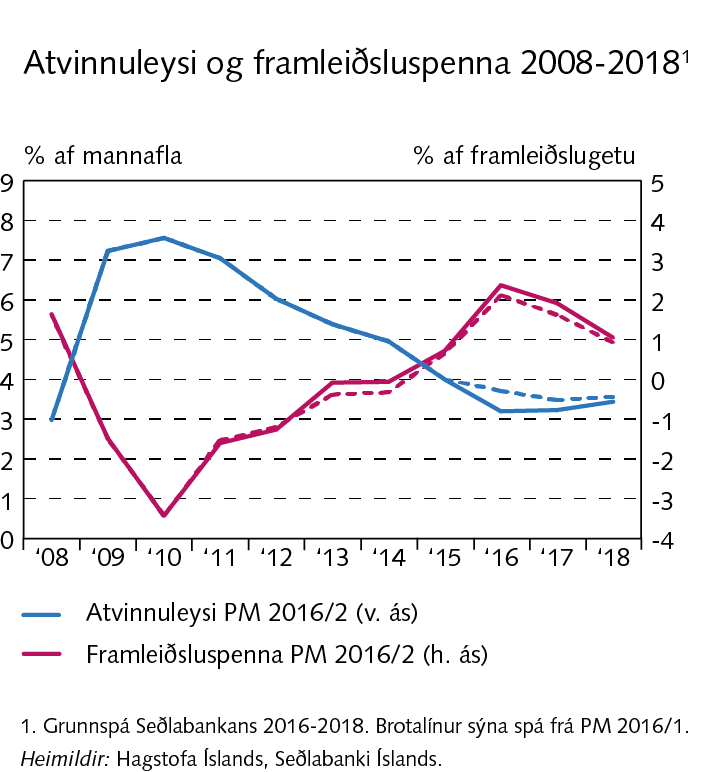 Atvinnuleysi og framleiðsluspenna 2008-2018¹
% af mannafla
% af framleiðslugetu
9 5
8 4
7 3
6 2
5 1
4 0
3 -1
2 -2
1 -3
0 -4
‘08 ‘09 ‘10 ‘11 ‘12 ‘13 ‘14 ‘15 ‘16 ‘17 ‘18
Atvinnuleysi PM 2016/2 (v. ás)
Framleiðsluspenna PM 2016/2 (h. ás)
1. Grunnspá Seðlabankans 2016-2018. Brotalínur sýna spá frá PM 2016/1.
Heimildir: Hagstofa Íslands, Seðlabanki Íslands.